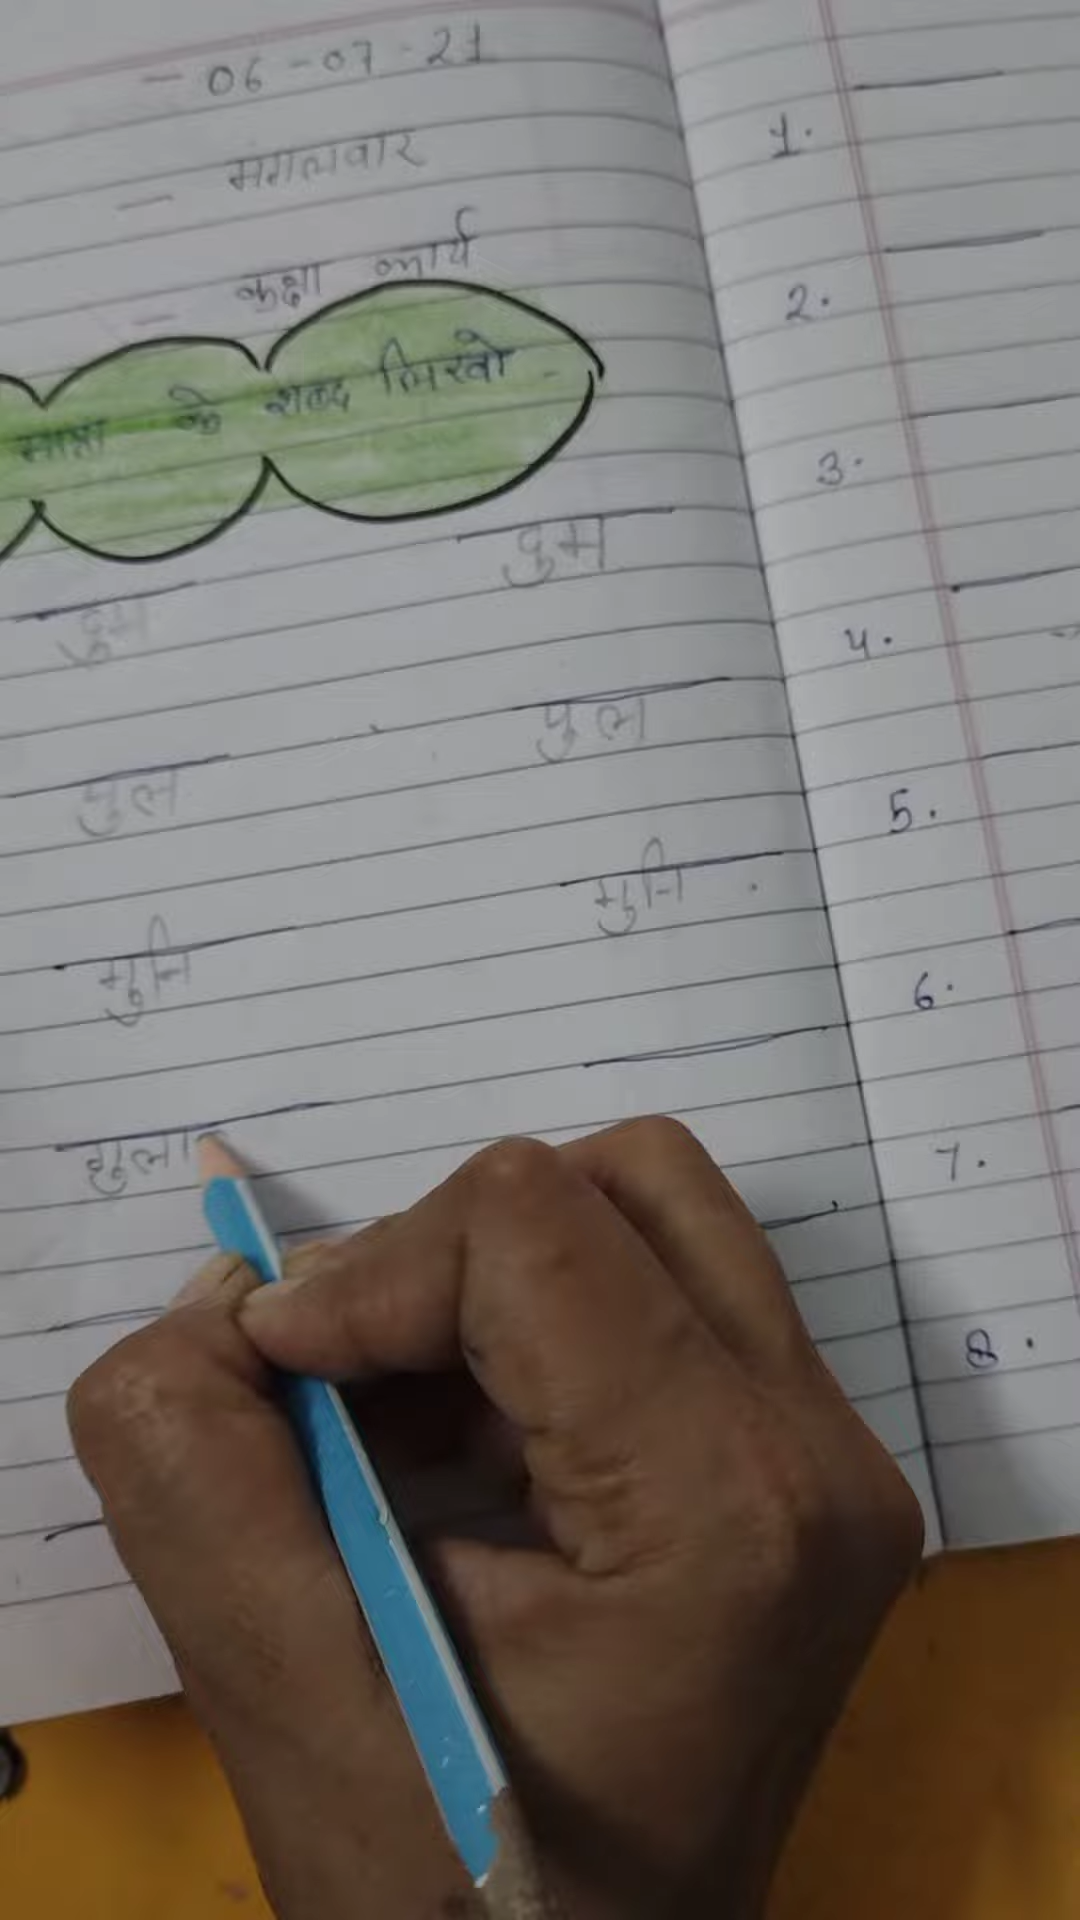 - 06-07-21
- मंगलवार
- कक्षा कार्य
मात्रा के शब्द लिखो -
दुम दुम
पुल पुल
मुनि मुनि
गुला
1.
2.
3.
4.
5.
6.
7.
8.